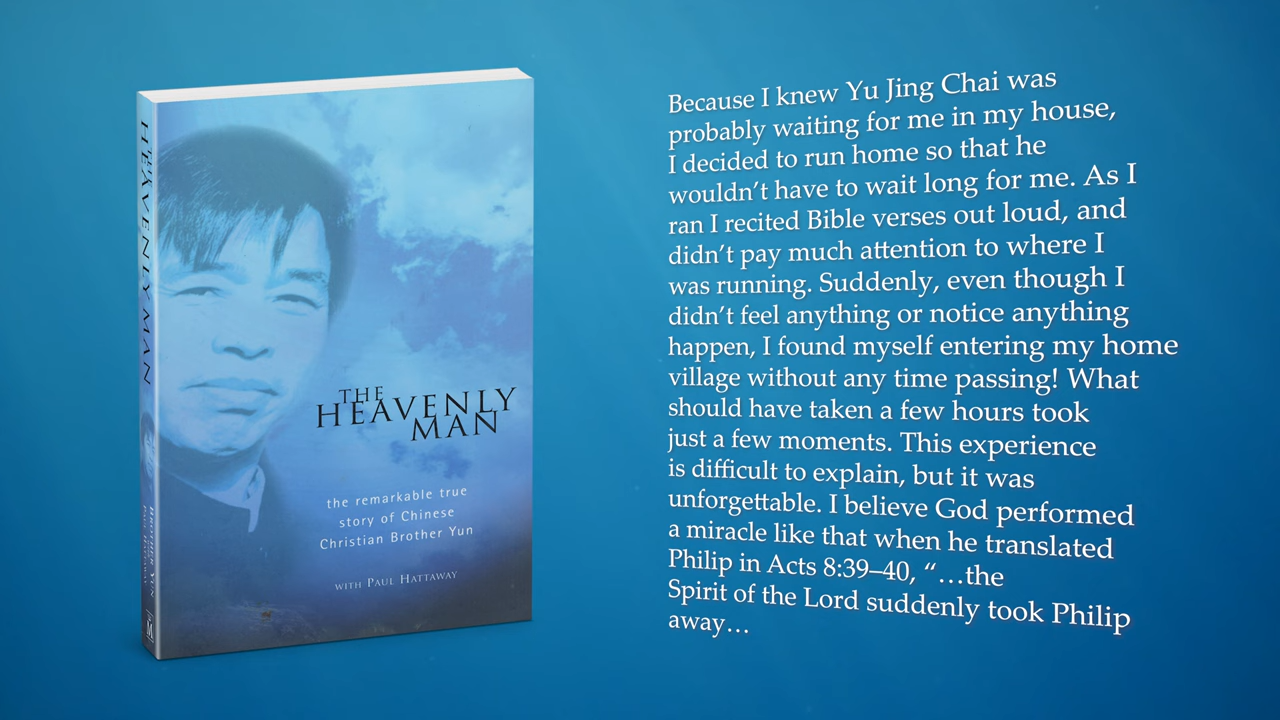 THE
HEAVENLY MAN
BROTHER YUN
PAUL HATTAWAY
THE
HEAVENLY
MAN
the remarkable true
story of Chinese
Christian Brother Yun
WITH PAUL HATTAWAY
Because I knew Yu Jing Chai was
probably waiting for me in my house,
I decided to run home so that he
wouldn't have to wait long for me. As I
ran I recited Bible verses out loud, and
didn't pay much attention to where I
was running. Suddenly, even though I
didn't feel anything or notice anything
happen, I found myself entering my home
village without any time passing! What
should have taken a few hours took
just a few moments. This experience
is difficult to explain, but it was
unforgettable. I believe God performed
a miracle like that when he translated
Philip in Acts 8:39–40, “…the
Spirit of the Lord suddenly took Philip
away…